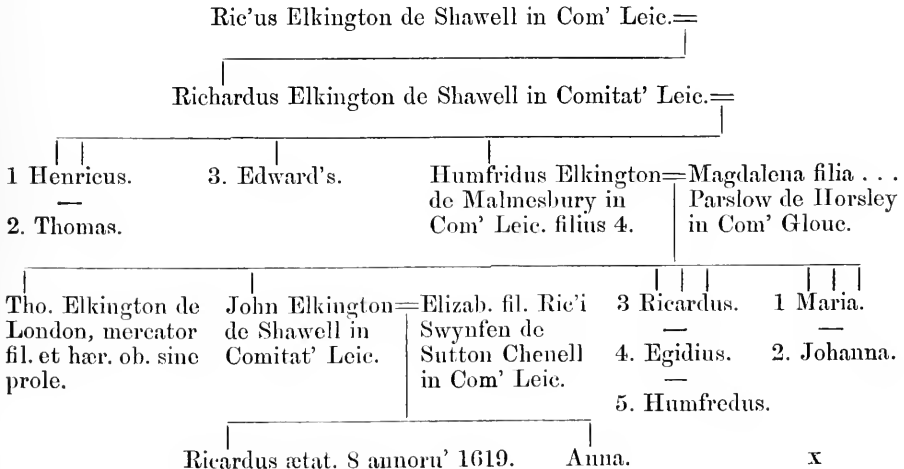 Ric'us Elkington de Shawell in Com' Leic.
Richardus Elkington de Shawell in Comitat' Leic.
1 Henricus.
2. Thomas.
3. Edward's.
Humfridus Elkington
de Malmesbury in
Com' Leic. filius 4.
Magdalena filia . . .
Parslow de Horsley
in Com' Glouc.
Tho. Elkington de
London, mercator
fil. et hær. ob. sine
prole.
John Elkington
de Shawell in
Comitat' Leic.
Elizab. fil. Ric'i
Swynfen de
Sutton Chenell
in Com' Leic.
3 Ricardus.
4. Egidius.
5. Humfredus.
1 Maria.
2. Johanna.
Ricardus ætat. 8 annoru' 1619.
Anna.
x